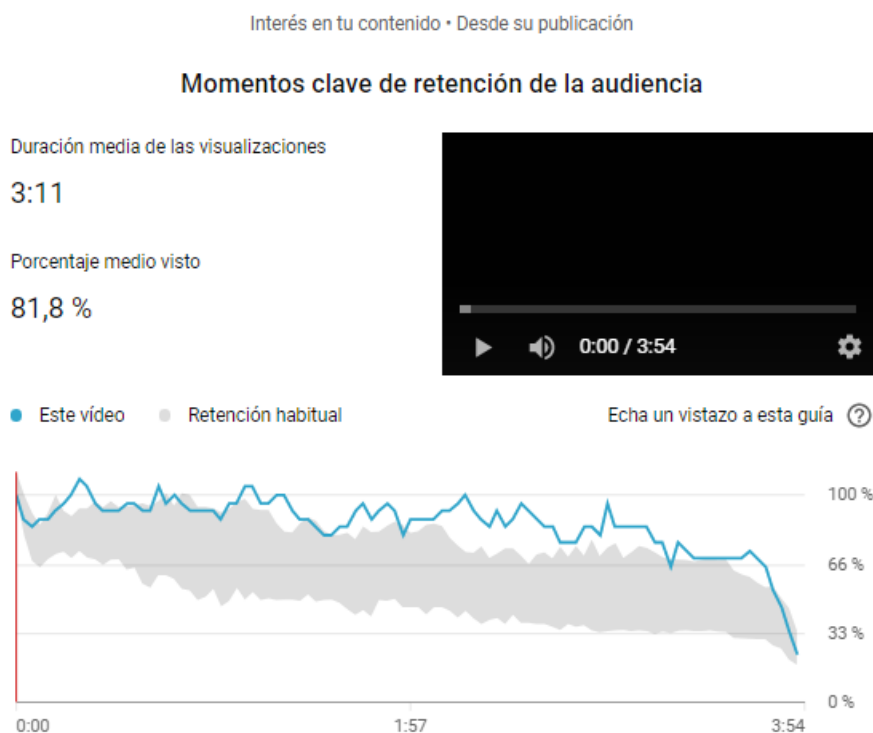 Interés en tu contenido • Desde su publicación
Momentos clave de retención de la audiencia
Duración media de las visualizaciones
3:11
Porcentaje medio visto
81,8 %
0:00 / 3:54
Este vídeo
Retención habitual
Echa un vistazo a esta guía ?
100 %
66 %
33 %
0 %
0:00
1:57
3:54